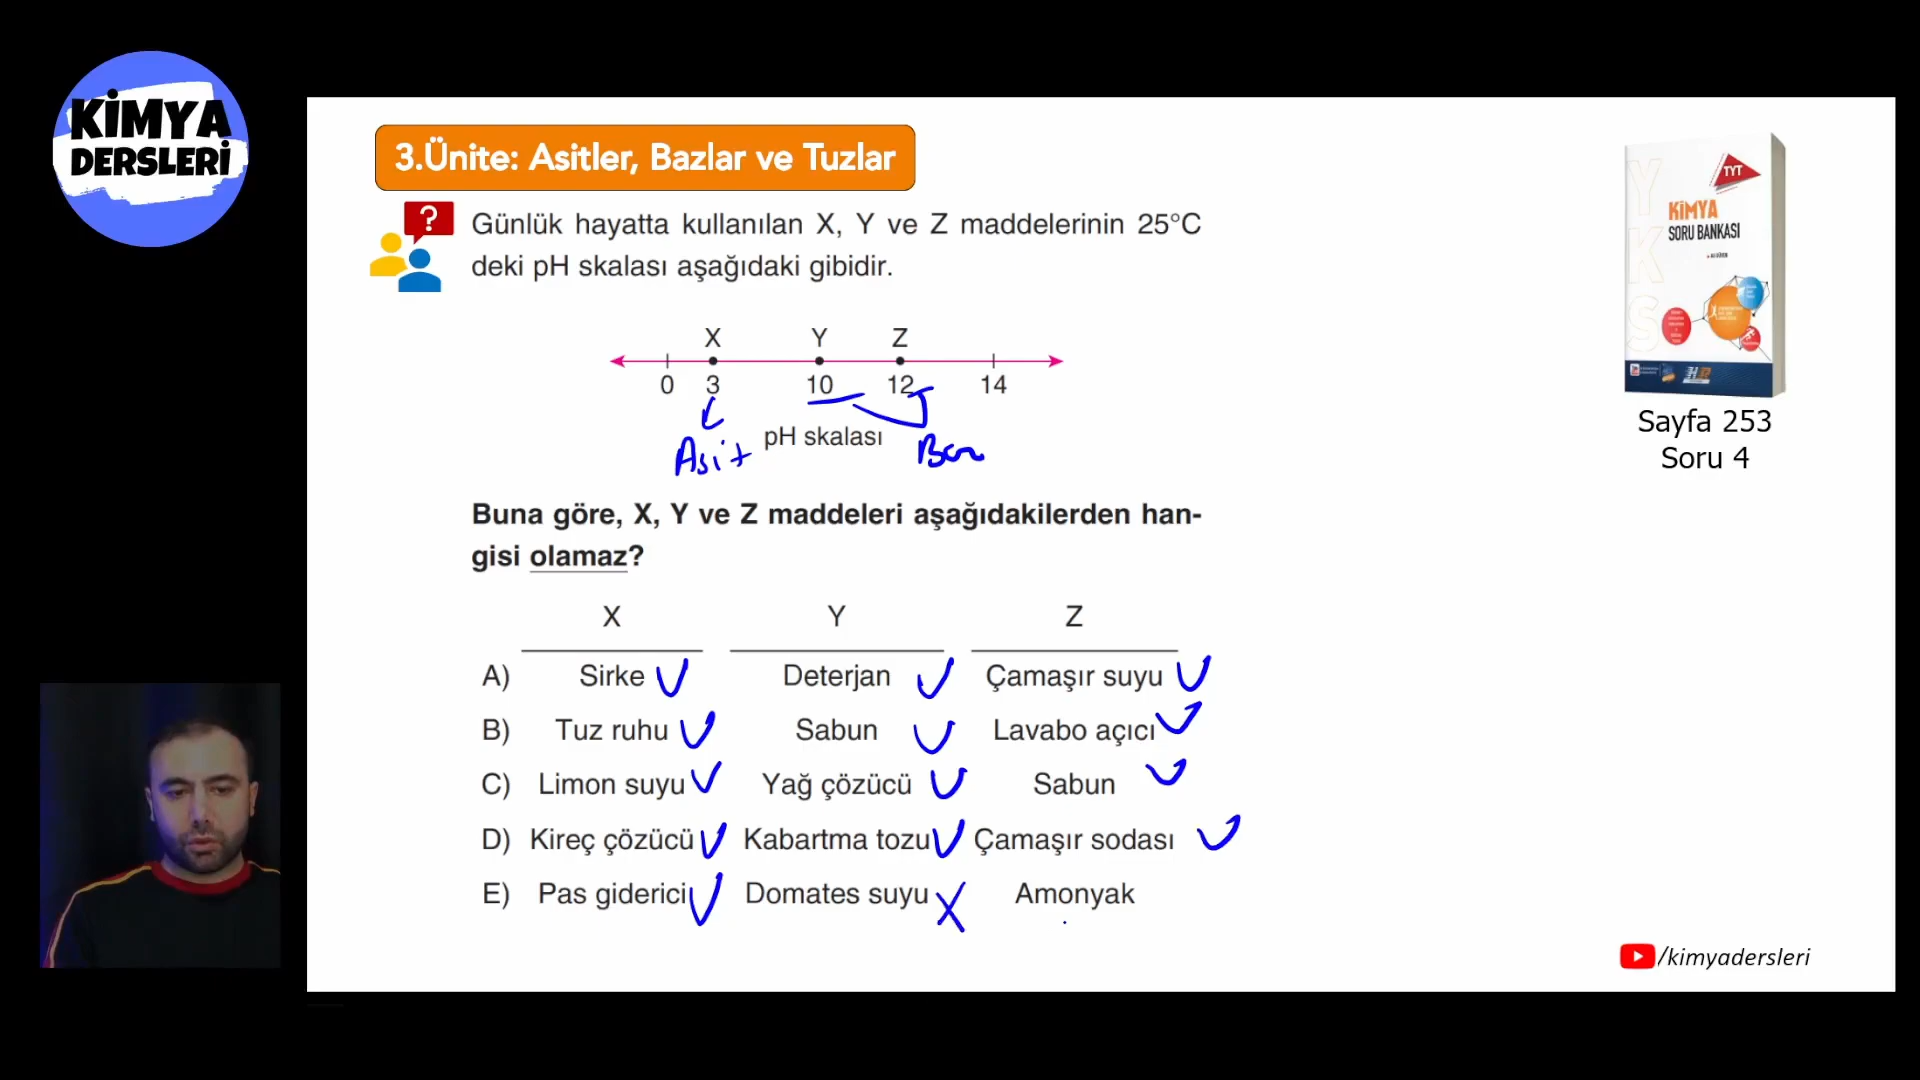 KİMYA
DERSLERİ
3.Ünite: Asitler, Bazlar ve Tuzlar
?
Günlük hayatta kullanılan X, Y ve Z maddelerinin 25°C
deki pH skalası aşağıdaki gibidir.
X Y Z
0 3 10 12 14
pH skalası
Asit
Baz
Buna göre, X, Y ve Z maddeleri aşağıdakilerden han-
gisi olamaz?
X Y Z
A) Sirke Deterjan Çamaşır suyu
B) Tuz ruhu Sabun Lavabo açıcı
C) Limon suyu Yağ çözücü Sabun
D) Kireç çözücü Kabartma tozu Çamaşır sodası
E) Pas giderici Domates suyu Amonyak
TYT
YKS
KİMYA
SORU BANKASI
Sayfa 253
Soru 4
/kimyadersleri